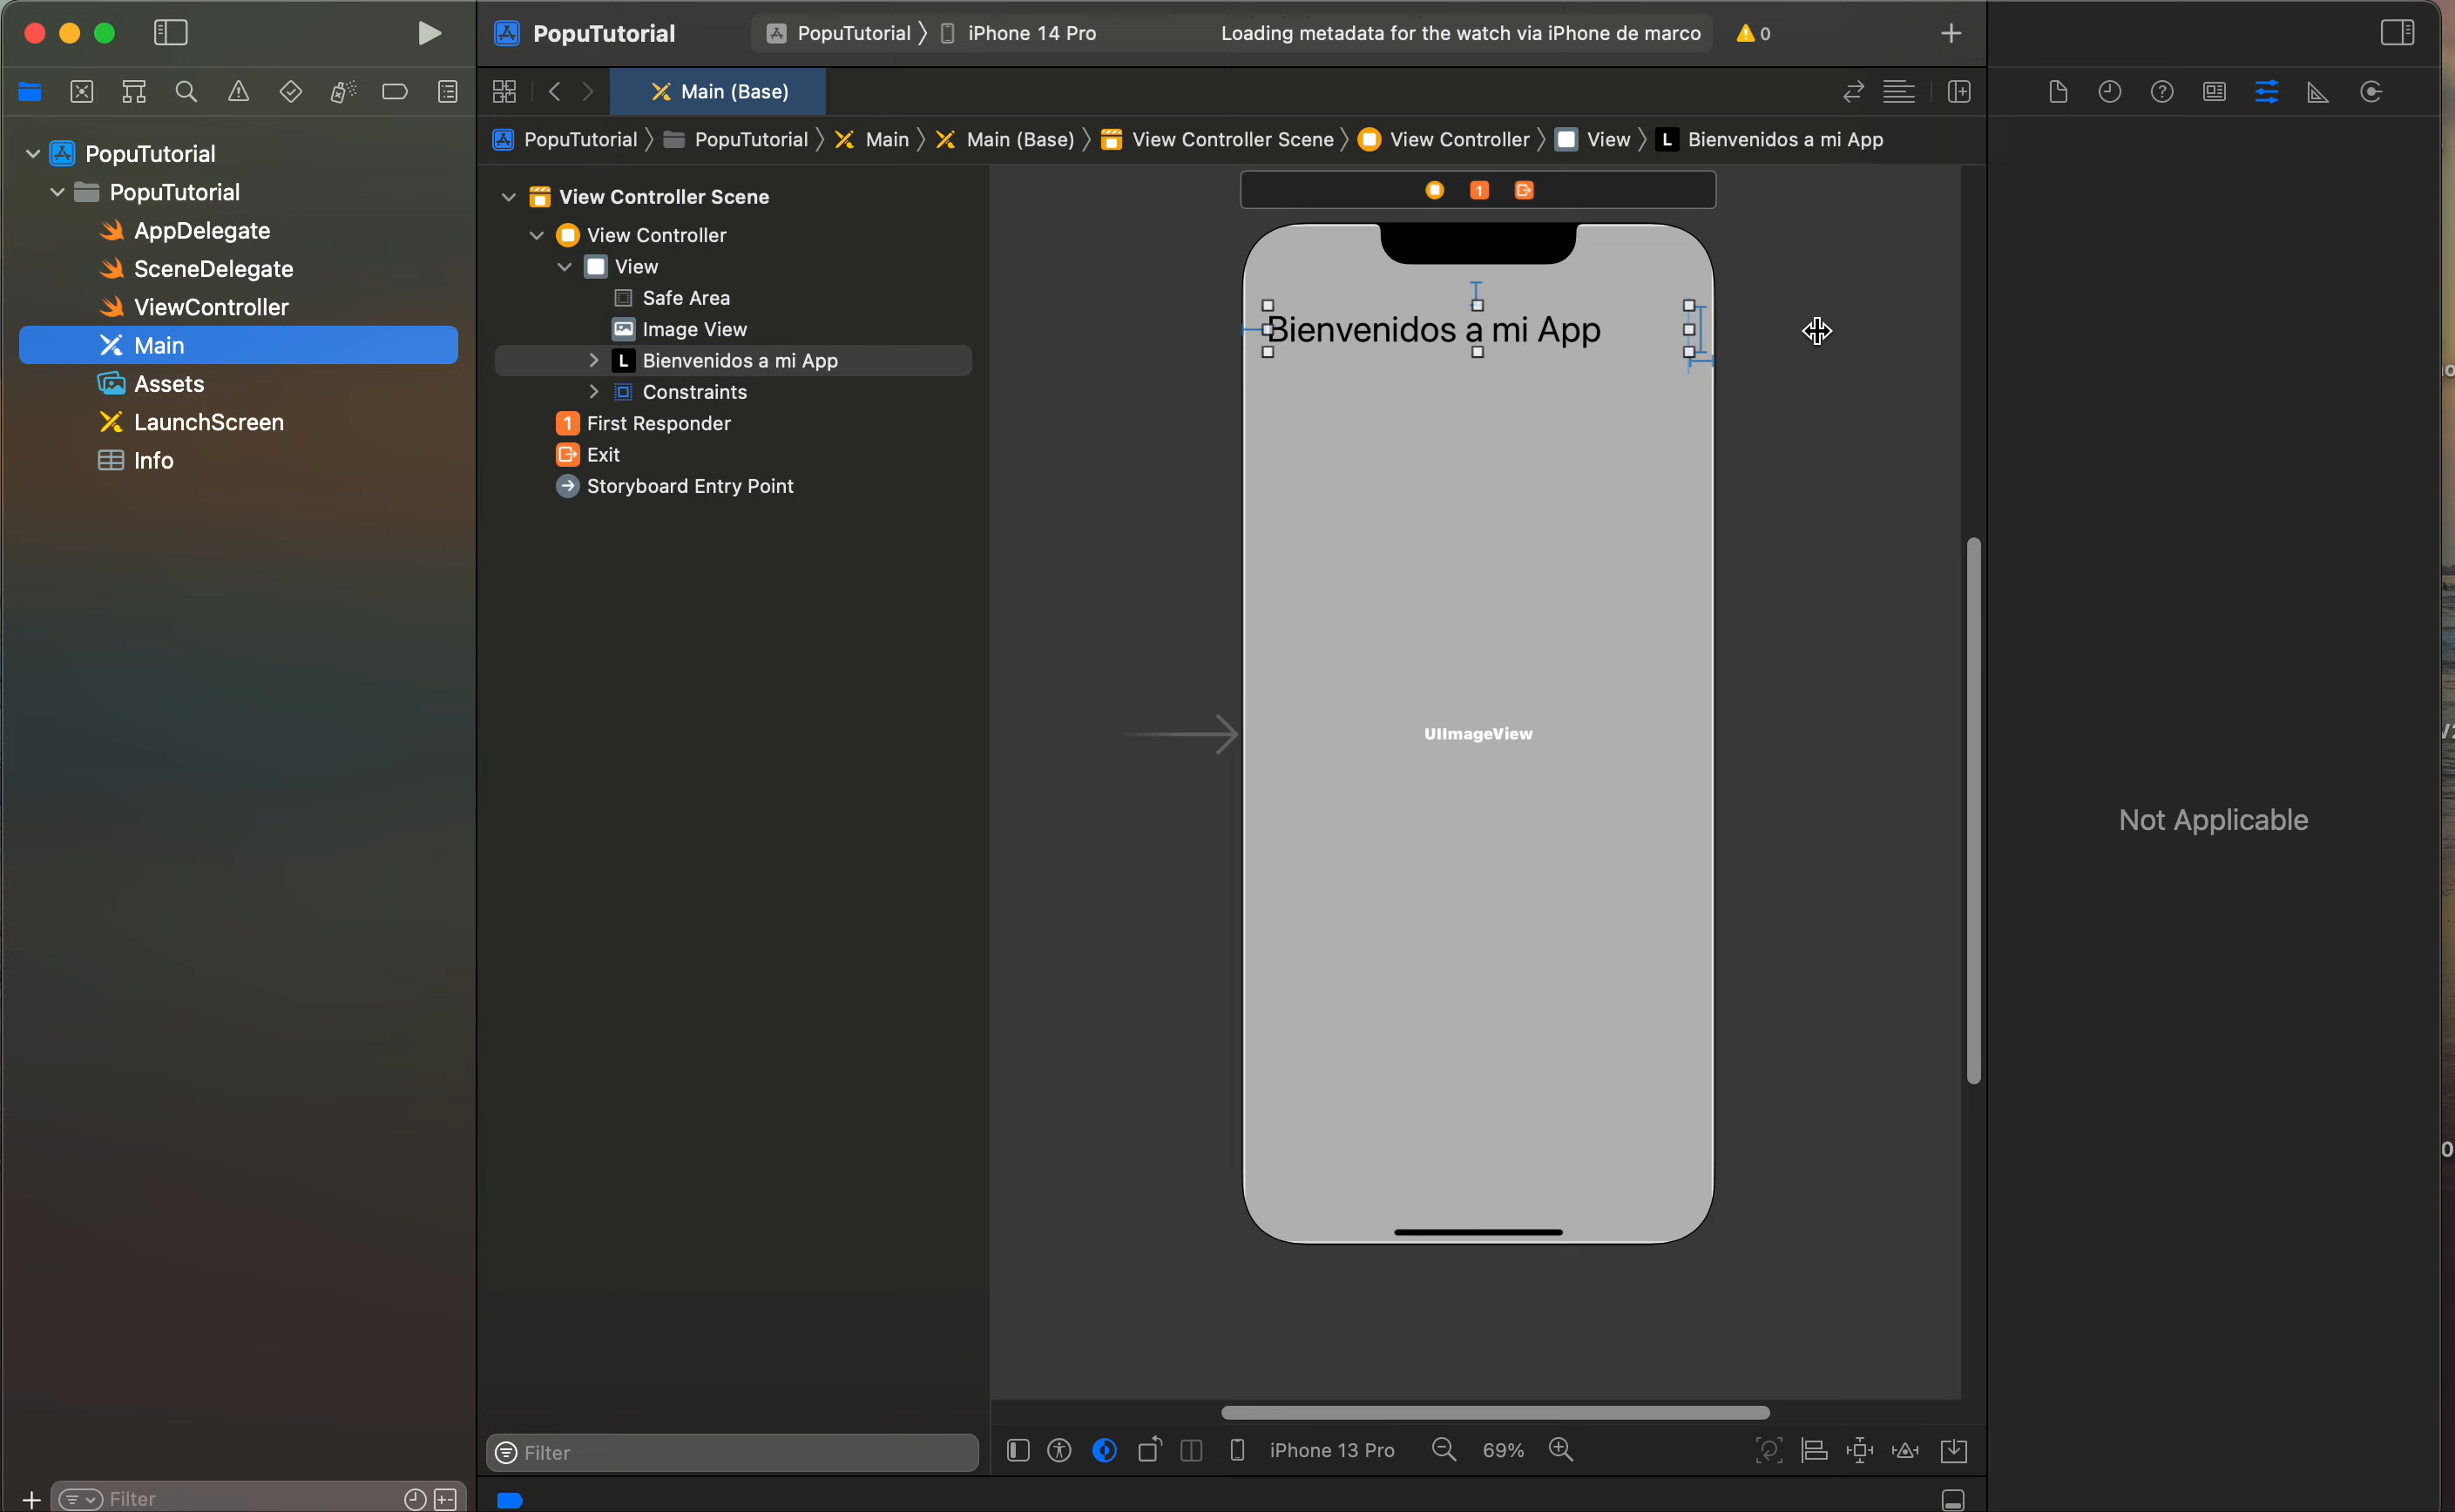 PopuTutorial
PopuTutorial
iPhone 14 Pro
Loading metadata for the watch via iPhone de marco
0
Main (Base)
PopuTutorial
PopuTutorial
Main
Main (Base)
View Controller Scene
View Controller
View
L
Bienvenidos a mi App
PopuTutorial
PopuTutorial
AppDelegate
SceneDelegate
ViewController
Main
Assets
LaunchScreen
Info
View Controller Scene
View Controller
View
Safe Area
Image View
L
Bienvenidos a mi App
Constraints
1
First Responder
Exit
Storyboard Entry Point
1
Bienvenidos a mi App
UIImageView
Not Applicable
Filter
iPhone 13 Pro
69%
Filter